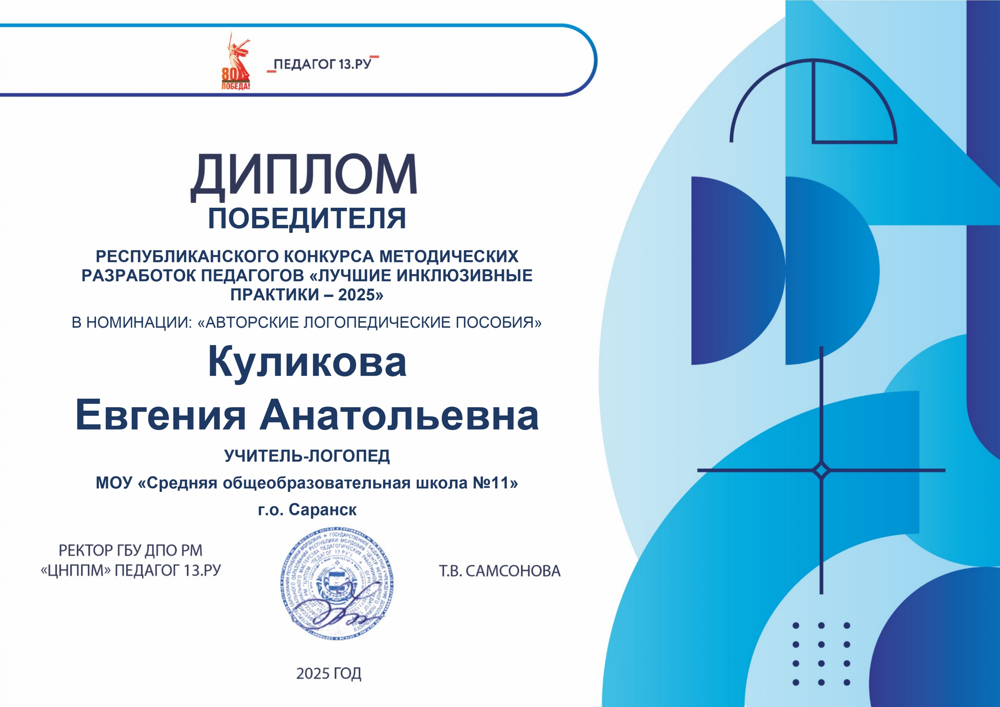 80
ПОБЕДА!
_ПЕДАГОГ 13.РУ¯
ДИПЛОМ
ПОБЕДИТЕЛЯ
РЕСПУБЛИКАНСКОГО КОНКУРСА МЕТОДИЧЕСКИХ
РАЗРАБОТОК ПЕДАГОГОВ «ЛУЧШИЕ ИНКЛЮЗИВНЫЕ
ПРАКТИКИ – 2025»
В НОМИНАЦИИ: «АВТОРСКИЕ ЛОГОПЕДИЧЕСКИЕ ПОСОБИЯ»
Куликова
Евгения Анатольевна
УЧИТЕЛЬ-ЛОГОПЕД
МОУ «Средняя общеобразовательная школа №11»
г.о. Саранск
РЕКТОР ГБУ ДПО РМ
«ЦНППМ» ПЕДАГОГ 13.РУ
Т.В. САМСОНОВА
2025 ГОД